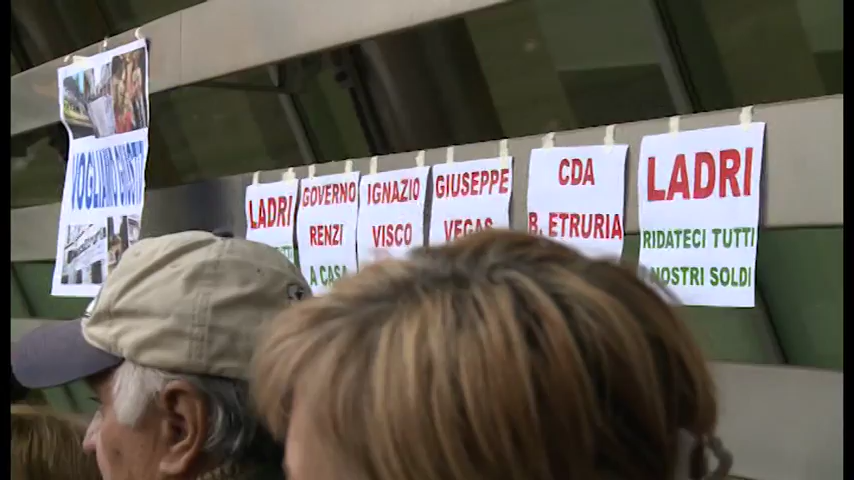 VOGLIAMO
LADRI
GOVERNO
RENZI
A CASA
IGNAZIO
VISCO
GIUSEPPE
VEGAS
CDA
B. ETRURIA
LADRI
RIDATECI TUTTI
NOSTRI SOLDI